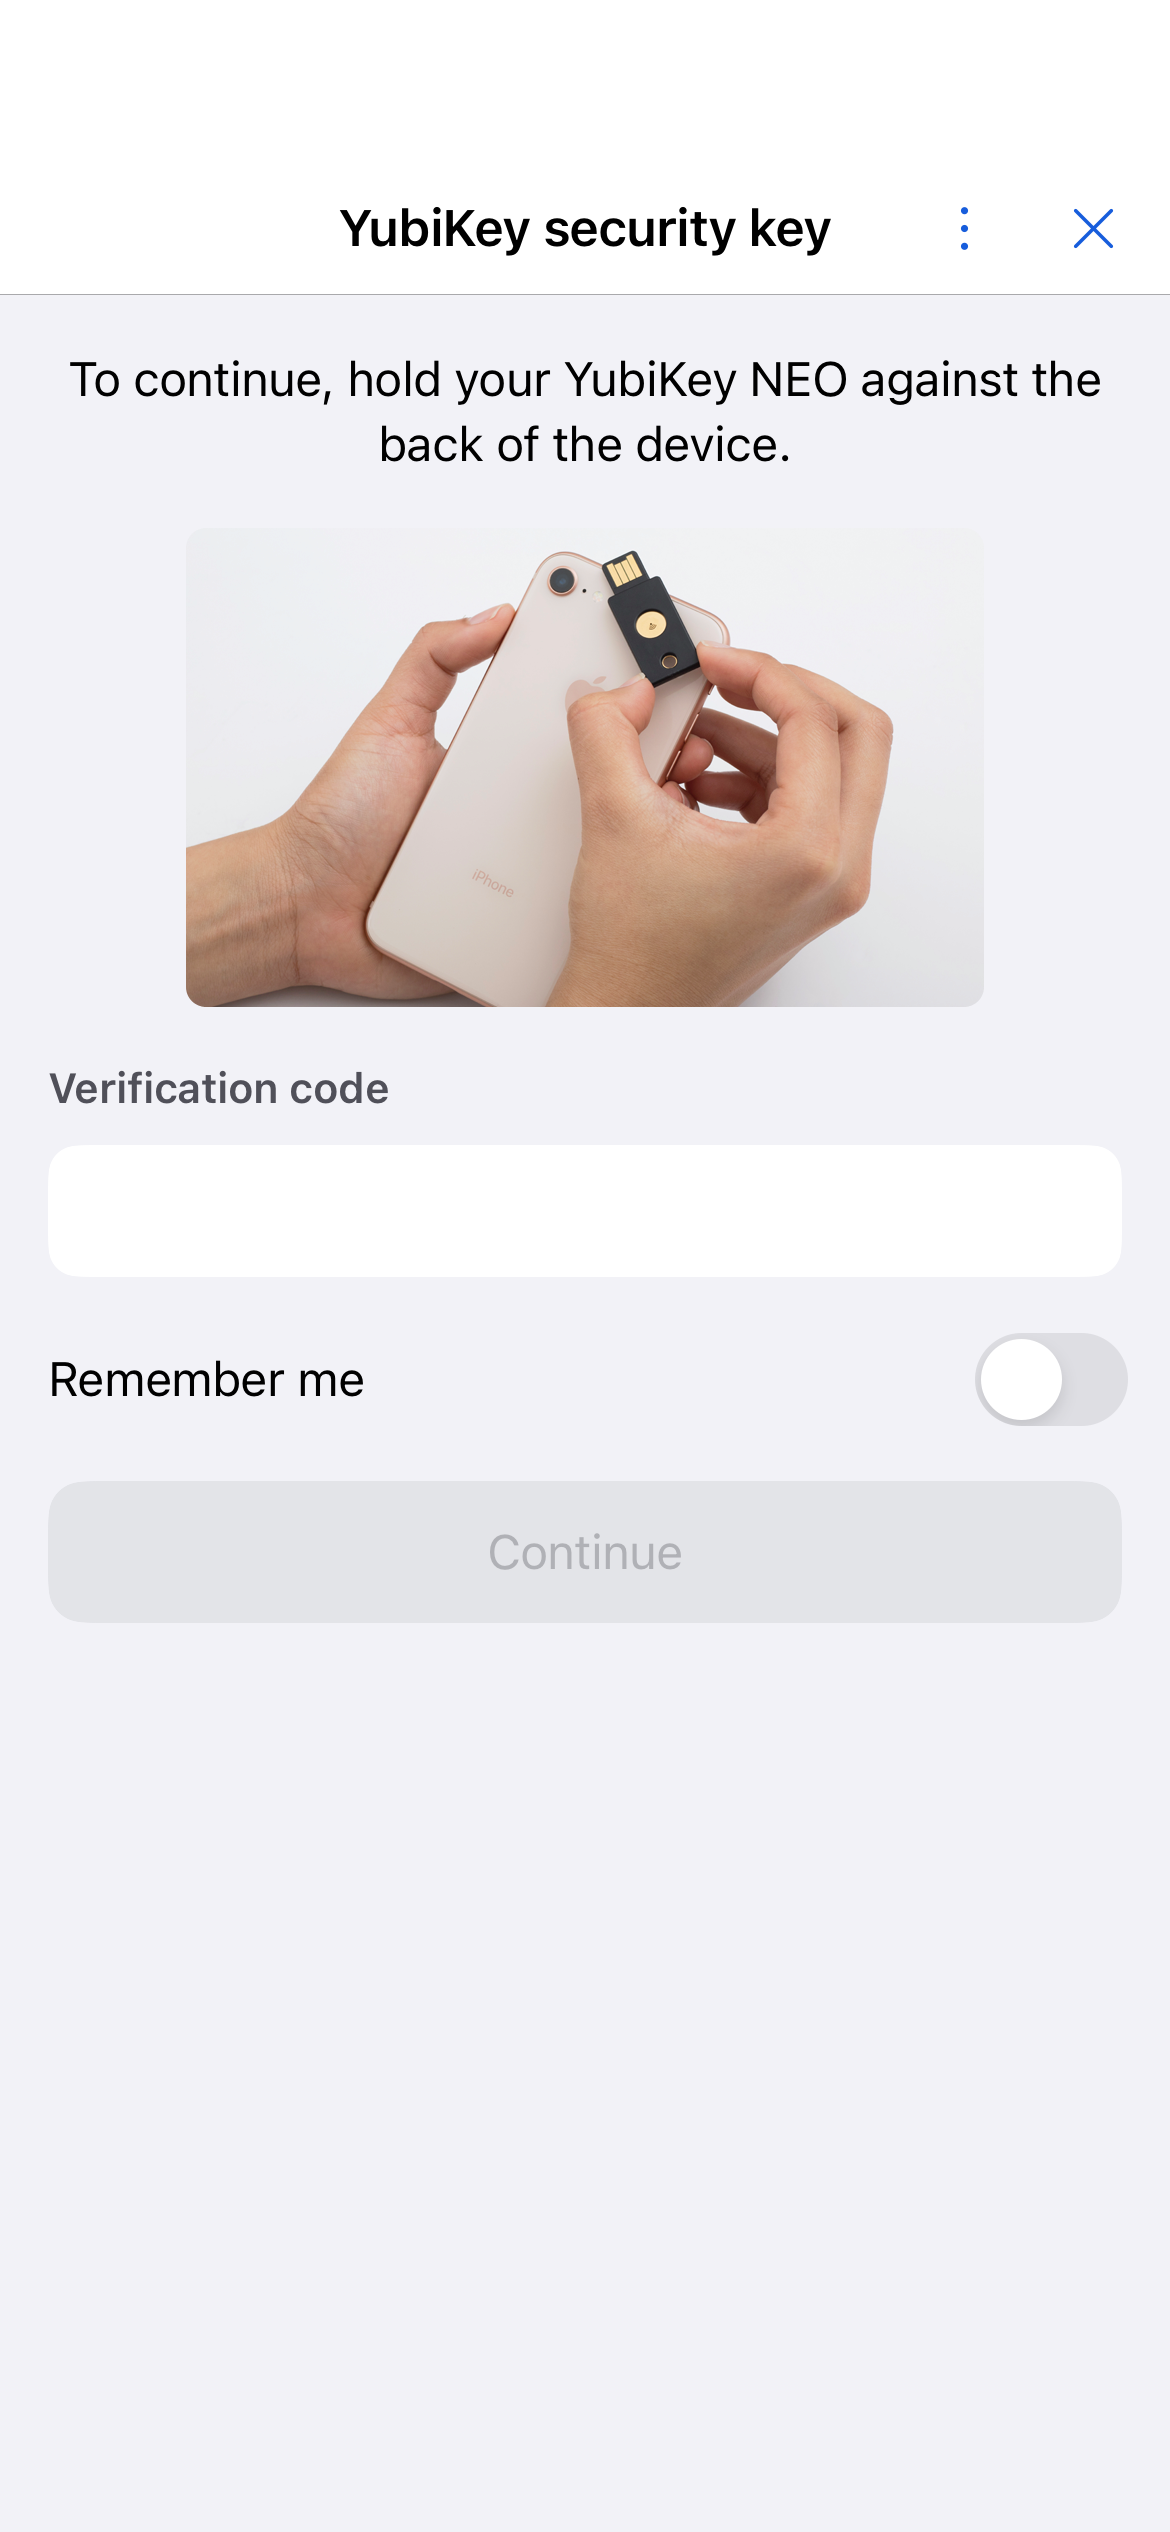 YubiKey security key
To continue, hold your YubiKey NEO against the
back of the device.
iPhone
Verification code
Remember me
Continue